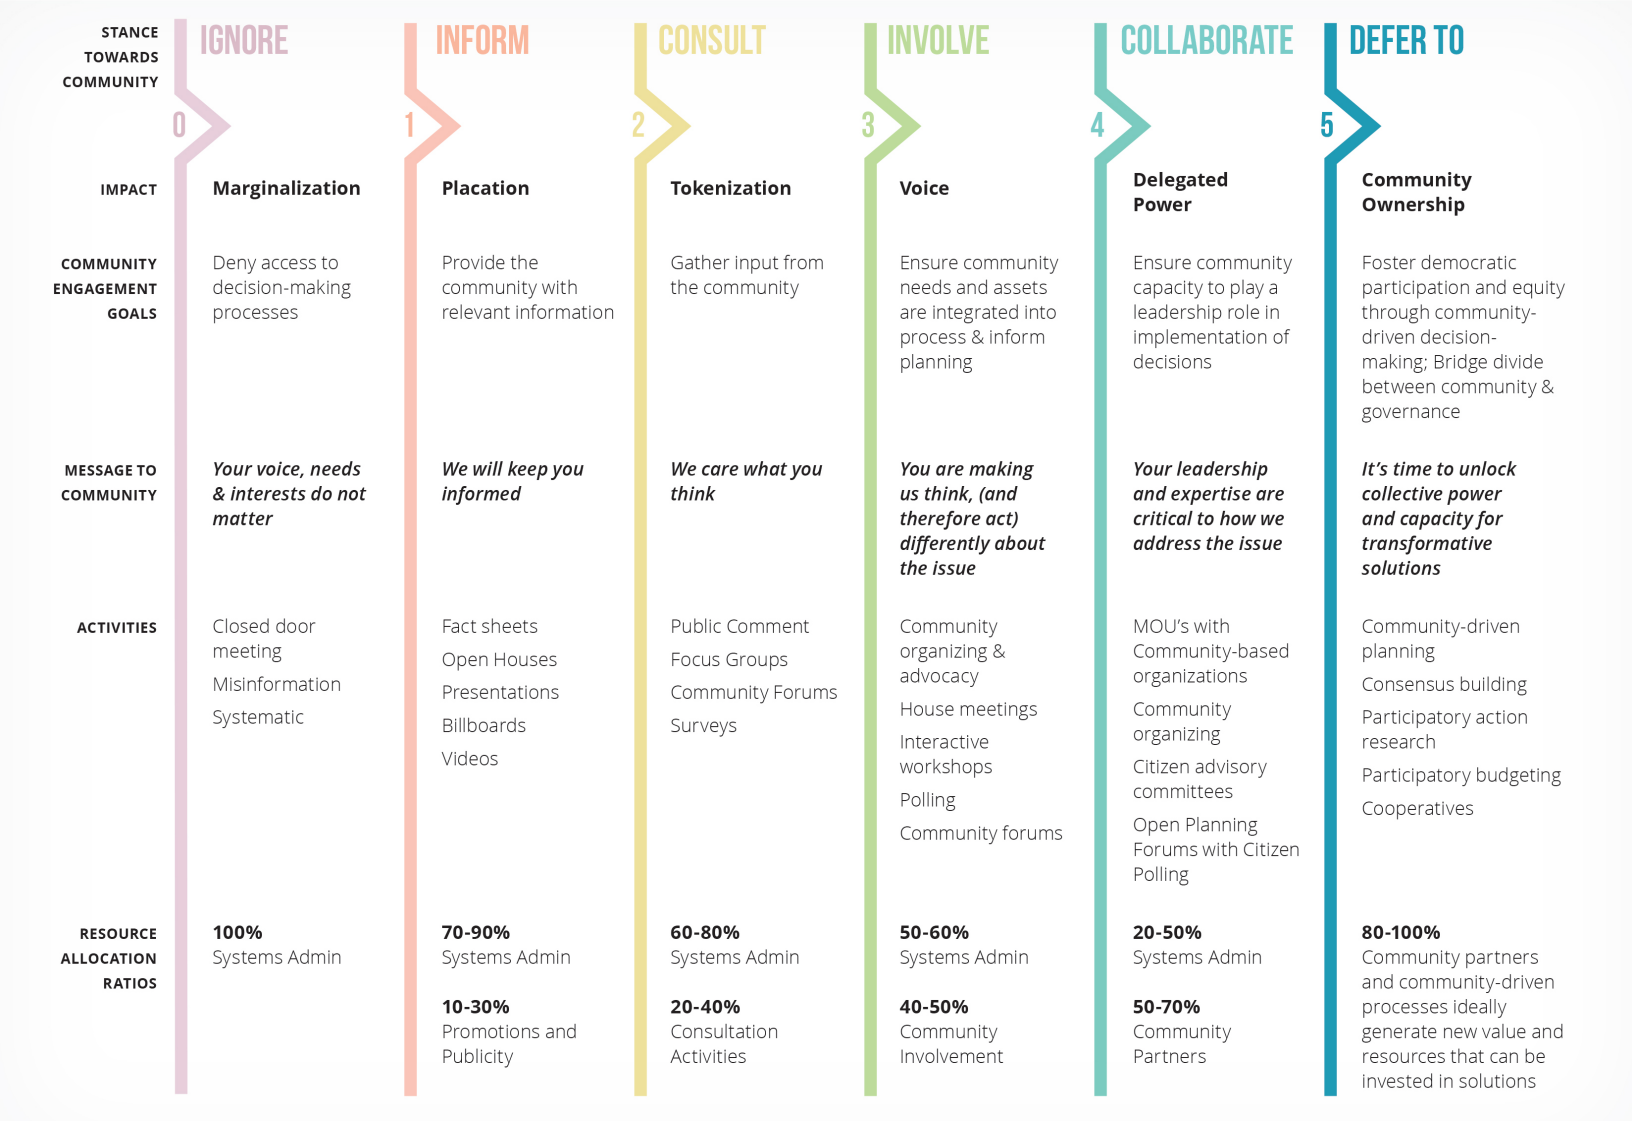 STANCE
TOWARDS
COMMUNITY
IGNORE
INFORM
CONSULT
INVOLVE
COLLABORATE
DEFER TO
0
1
2
3
4
5
IMPACT
Marginalization
Placation
Tokenization
Voice
Delegated
Power
Community
Ownership
COMMUNITY
ENGAGEMENT
GOALS
Deny access to
decision-making
processes
Provide the
community with
relevant information
Gather input from
the community
Ensure community
needs and assets
are integrated into
process & inform
planning
Ensure community
capacity to play a
leadership role in
implementation of
decisions
Foster democratic
participation and equity
through community-
driven decision-
making; Bridge divide
between community &
governance
MESSAGE TO
COMMUNITY
Your voice, needs
& interests do not
matter
We will keep you
informed
We care what you
think
You are making
us think, (and
therefore act)
differently about
the issue
Your leadership
and expertise are
critical to how we
address the issue
It’s time to unlock
collective power
and capacity for
transformative
solutions
ACTIVITIES
Closed door
meeting
Misinformation
Systematic
Fact sheets
Open Houses
Presentations
Billboards
Videos
Public Comment
Focus Groups
Community Forums
Surveys
Community
organizing &
advocacy
House meetings
Interactive
workshops
Polling
Community forums
MOU’s with
Community-based
organizations
Community
organizing
Citizen advisory
committees
Open Planning
Forums with Citizen
Polling
Community-driven
planning
Consensus building
Participatory action
research
Participatory budgeting
Cooperatives
RESOURCE
ALLOCATION
RATIOS
100%
Systems Admin
70-90%
Systems Admin
10-30%
Promotions and
Publicity
60-80%
Systems Admin
20-40%
Consultation
Activities
50-60%
Systems Admin
40-50%
Community
Involvement
20-50%
Systems Admin
50-70%
Community
Partners
80-100%
Community partners
and community-driven
processes ideally
generate new value and
resources that can be
invested in solutions